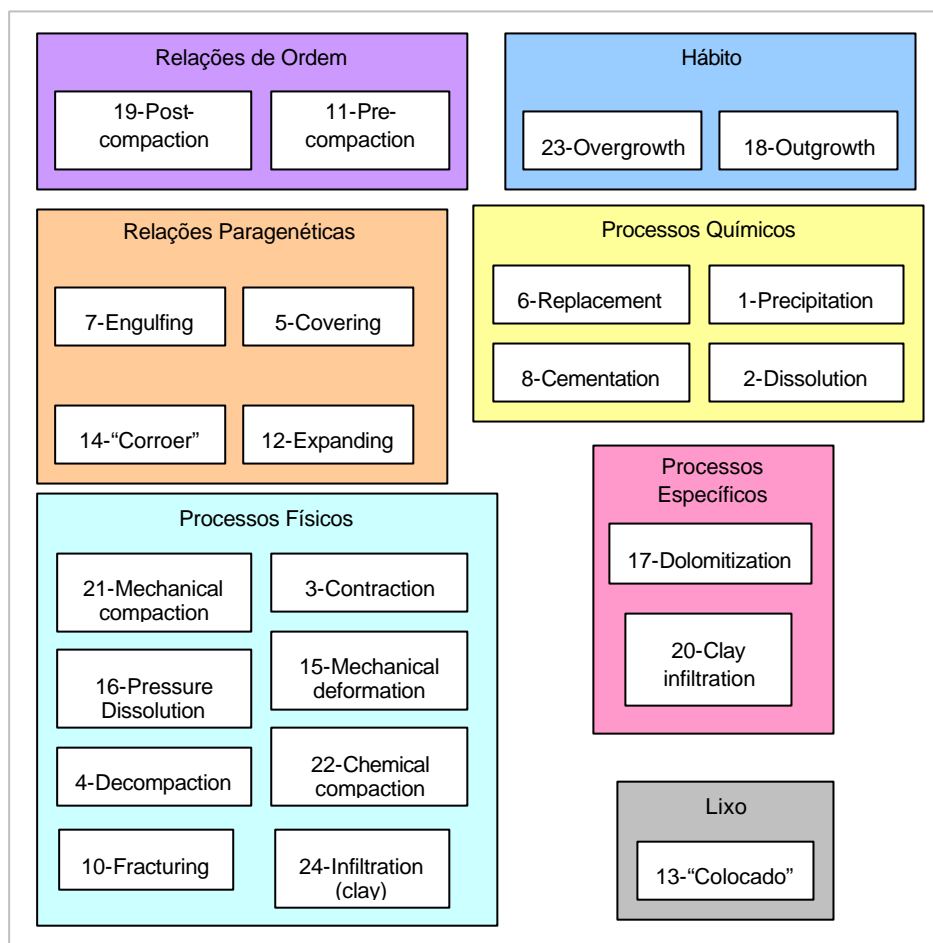 Relações de Ordem
19-Post-
compaction
11-Pre-
compaction
Hábito
23-Overgrowth
18-Outgrowth
Relações Paragenéticas
7-Engulfing
5-Covering
14-“Corroer”
12-Expanding
Processos Químicos
6-Replacement
1-Precipitation
8-Cementation
2-Dissolution
Processos Físicos
21-Mechanical
compaction
3-Contraction
16-Pressure
Dissolution
15-Mechanical
deformation
4-Decompaction
22-Chemical
compaction
10-Fracturing
24-Infiltration
(clay)
Processos
Específicos
17-Dolomitization
20-Clay
infiltration
Lixo
13-“Colocado”